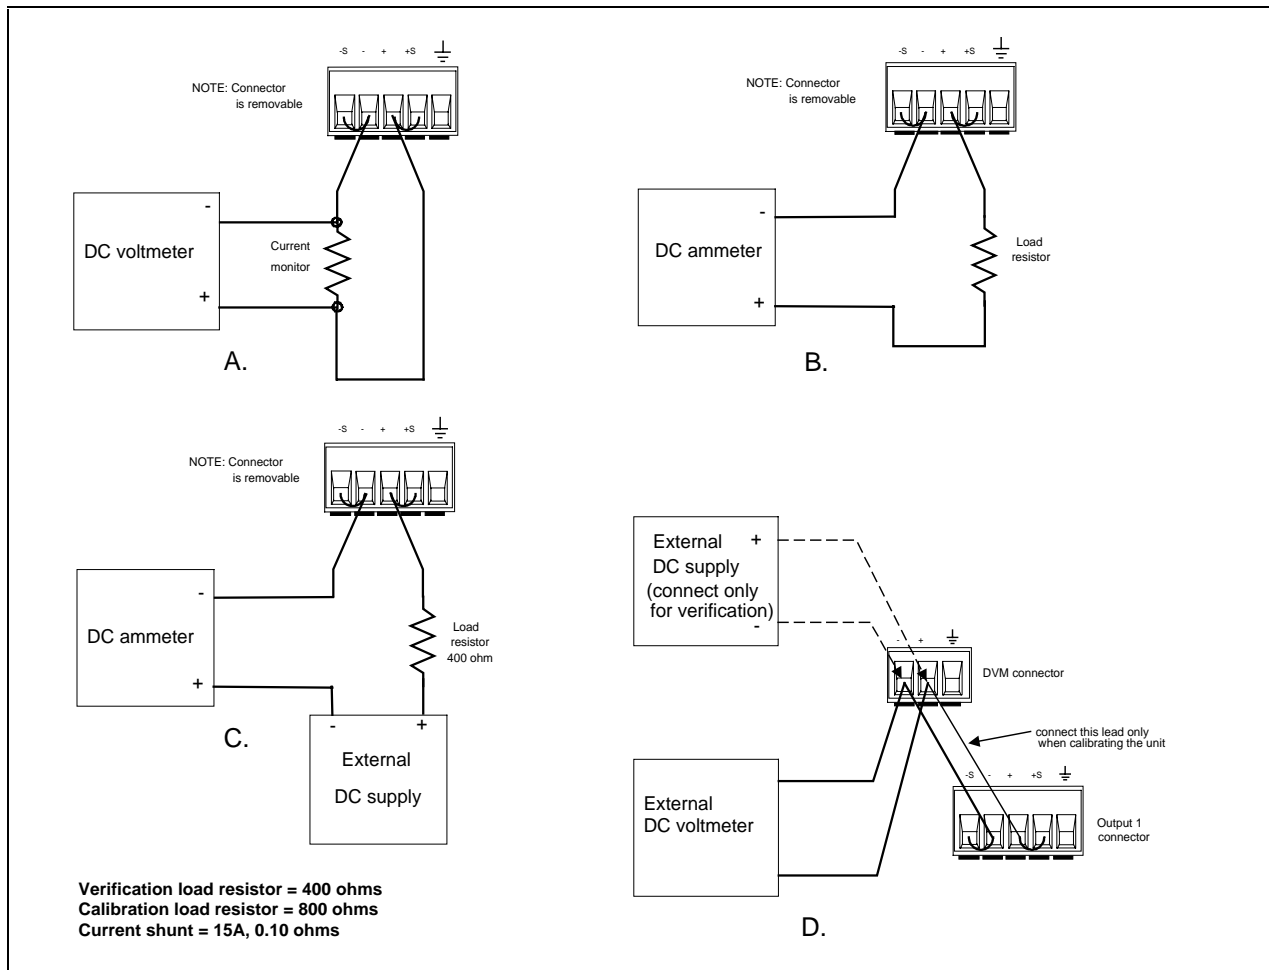 -S - + +S
NOTE: Connector
is removable
-
DC voltmeter
+
Current
monitor
A.
-S - + +S
NOTE: Connector
is removable
-
DC ammeter
+
Load
resistor
B.
-S - + +S
NOTE: Connector
is removable
-
DC ammeter
+
Load
resistor
400 ohm
- +
External
DC supply
C.
External +
DC supply
(connect only
for verification)
-
- +
DVM connector
connect this lead only
when calibrating the unit
External
DC voltmeter
-S - + +S
Output 1
connector
D.
Verification load resistor = 400 ohms
Calibration load resistor = 800 ohms
Current shunt = 15A, 0.10 ohms